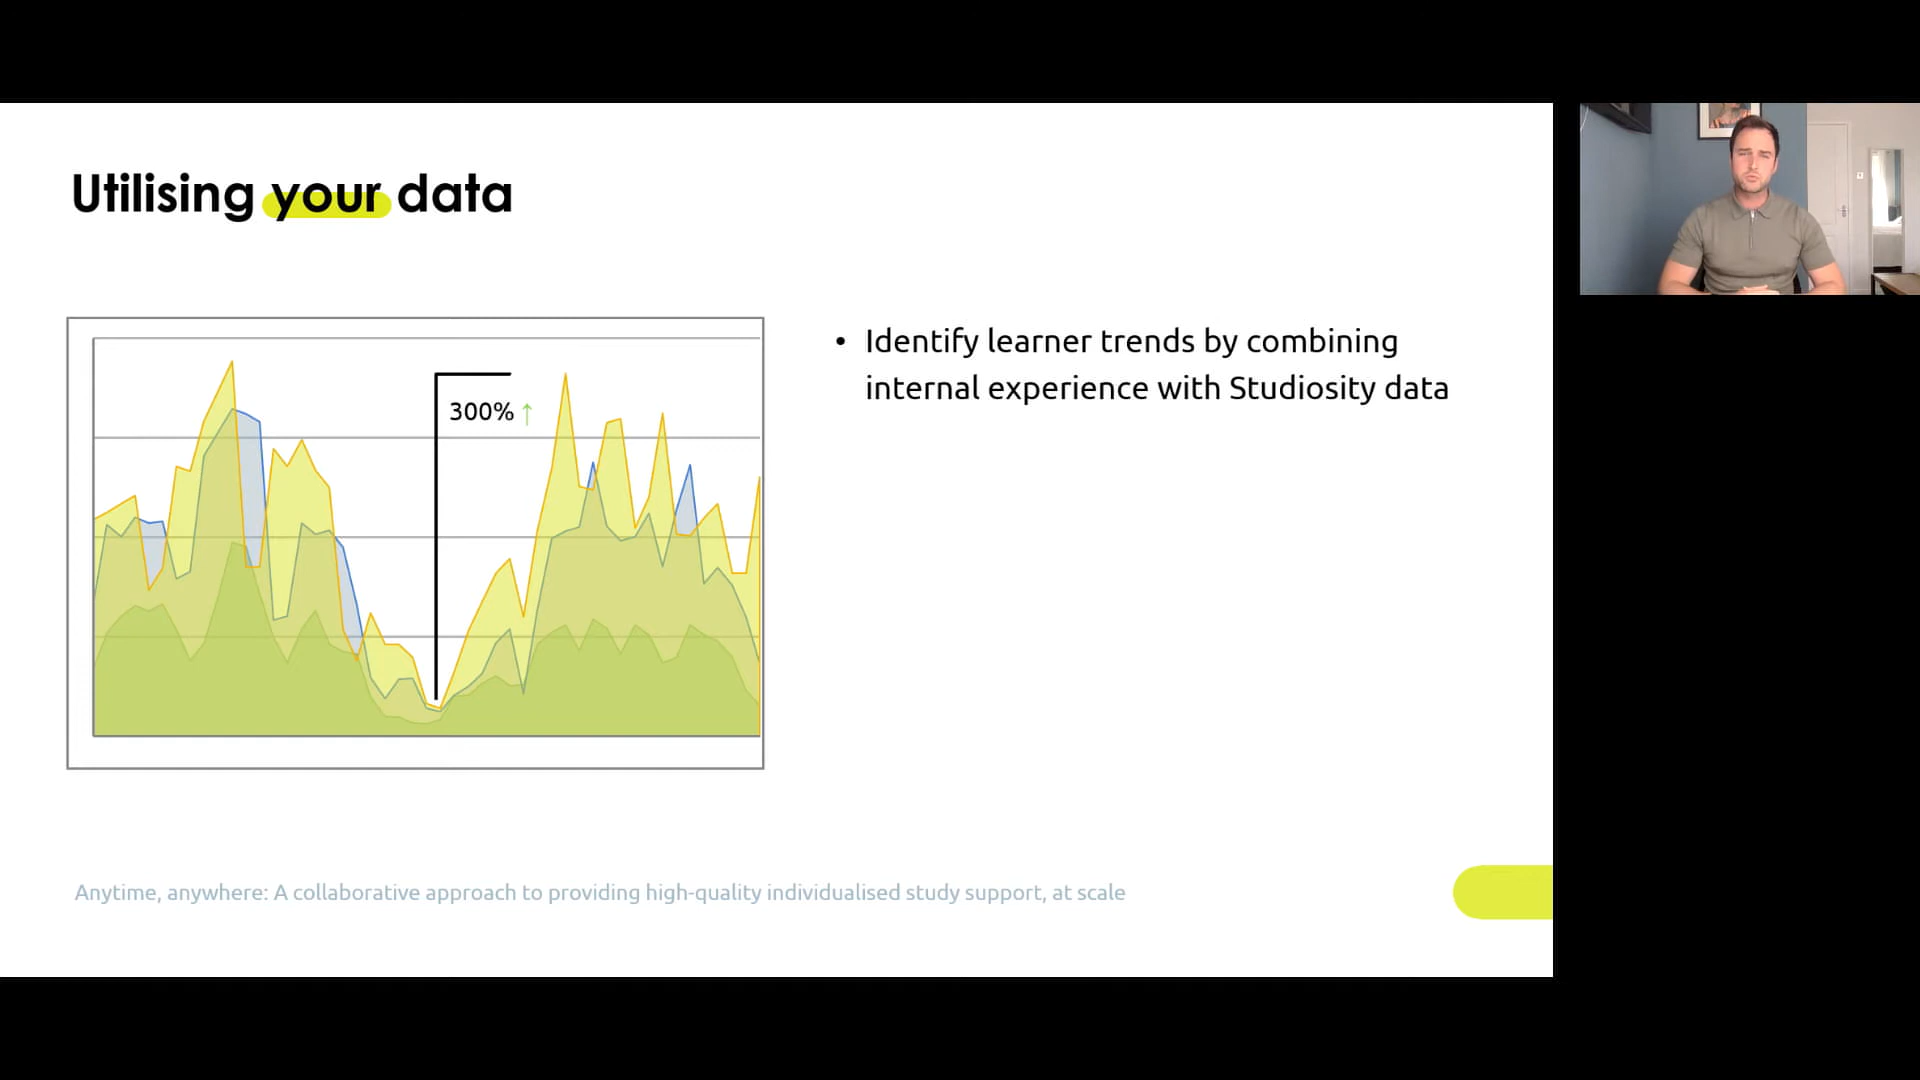 Utilising your data
300% ↑
• Identify learner trends by combining
internal experience with Studiosity data
Anytime, anywhere: A collaborative approach to providing high-quality individualised study support, at scale